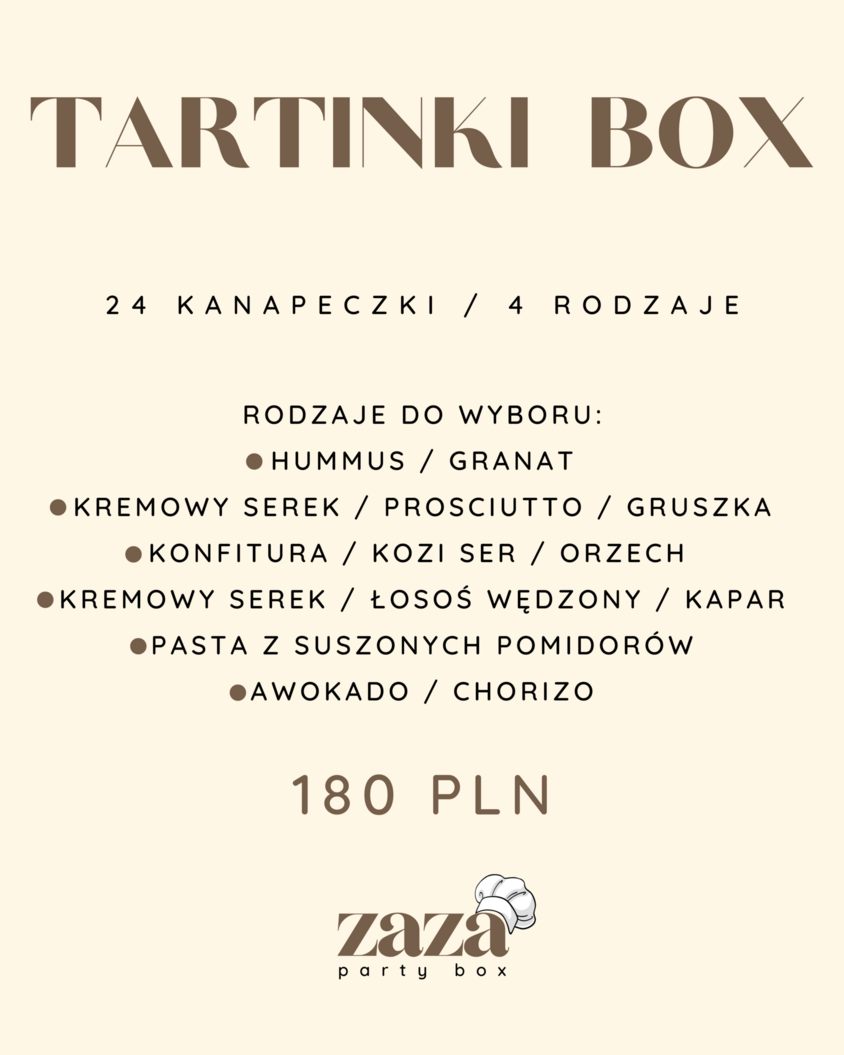 TARTINKI BOX
24 KANAPECZKI / 4 RODZAJE
RODZAJE DO WYBORU:
●HUMMUS / GRANAT
●KREMOWY SEREK / PROSCIUTTO / GRUSZKA
●KONFITURA / KOZI SER / ORZECH
●KREMOWY SEREK / ŁOSOŚ WĘDZONY / KAPAR
●PASTA Z SUSZONYCH POMIDORÓW
●AWOKADO / CHORIZO
180 PLN
zaza
party box